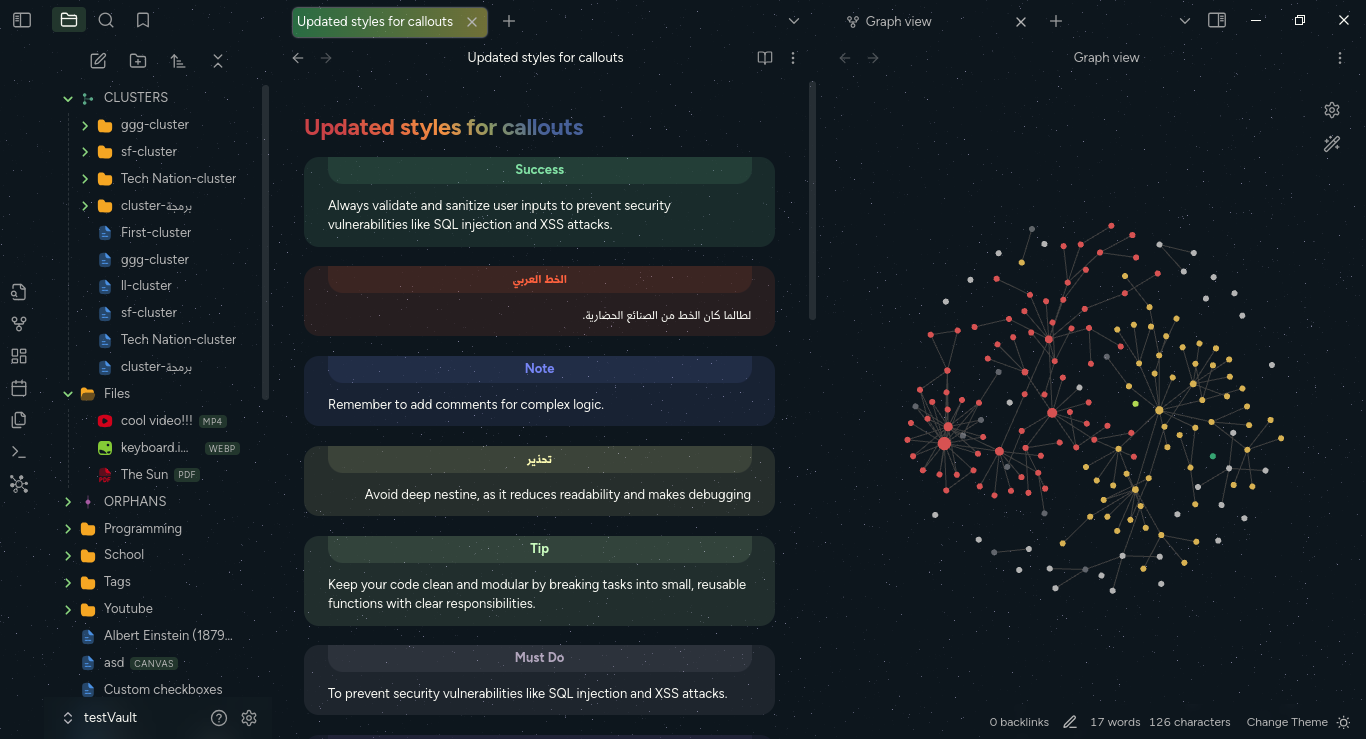 Updated styles for callouts
Graph view
Updated styles for callouts
Graph view
CLUSTERS
ggg-cluster
sf-cluster
Tech Nation-cluster
cluster-برمجة
First-cluster
ggg-cluster
ll-cluster
sf-cluster
Tech Nation-cluster
cluster-برمجة
Files
cool video!!! MP4
keyboard.i... WEBP
The Sun PDF
ORPHANS
Programming
School
Tags
Youtube
Albert Einstein (1879...
asd CANVAS
Custom checkboxes
testVault
Updated styles for callouts
Success
Always validate and sanitize user inputs to prevent security
vulnerabilities like SQL injection and XSS attacks.
الخط العربي
لطالما كان الخط من الصنائع الحضارية.
Note
Remember to add comments for complex logic.
تحذير
Avoid deep nestine, as it reduces readability and makes debugging
Tip
Keep your code clean and modular by breaking tasks into small, reusable
functions with clear responsibilities.
Must Do
To prevent security vulnerabilities like SQL injection and XSS attacks.
0 backlinks
17 words
126 characters
Change Theme